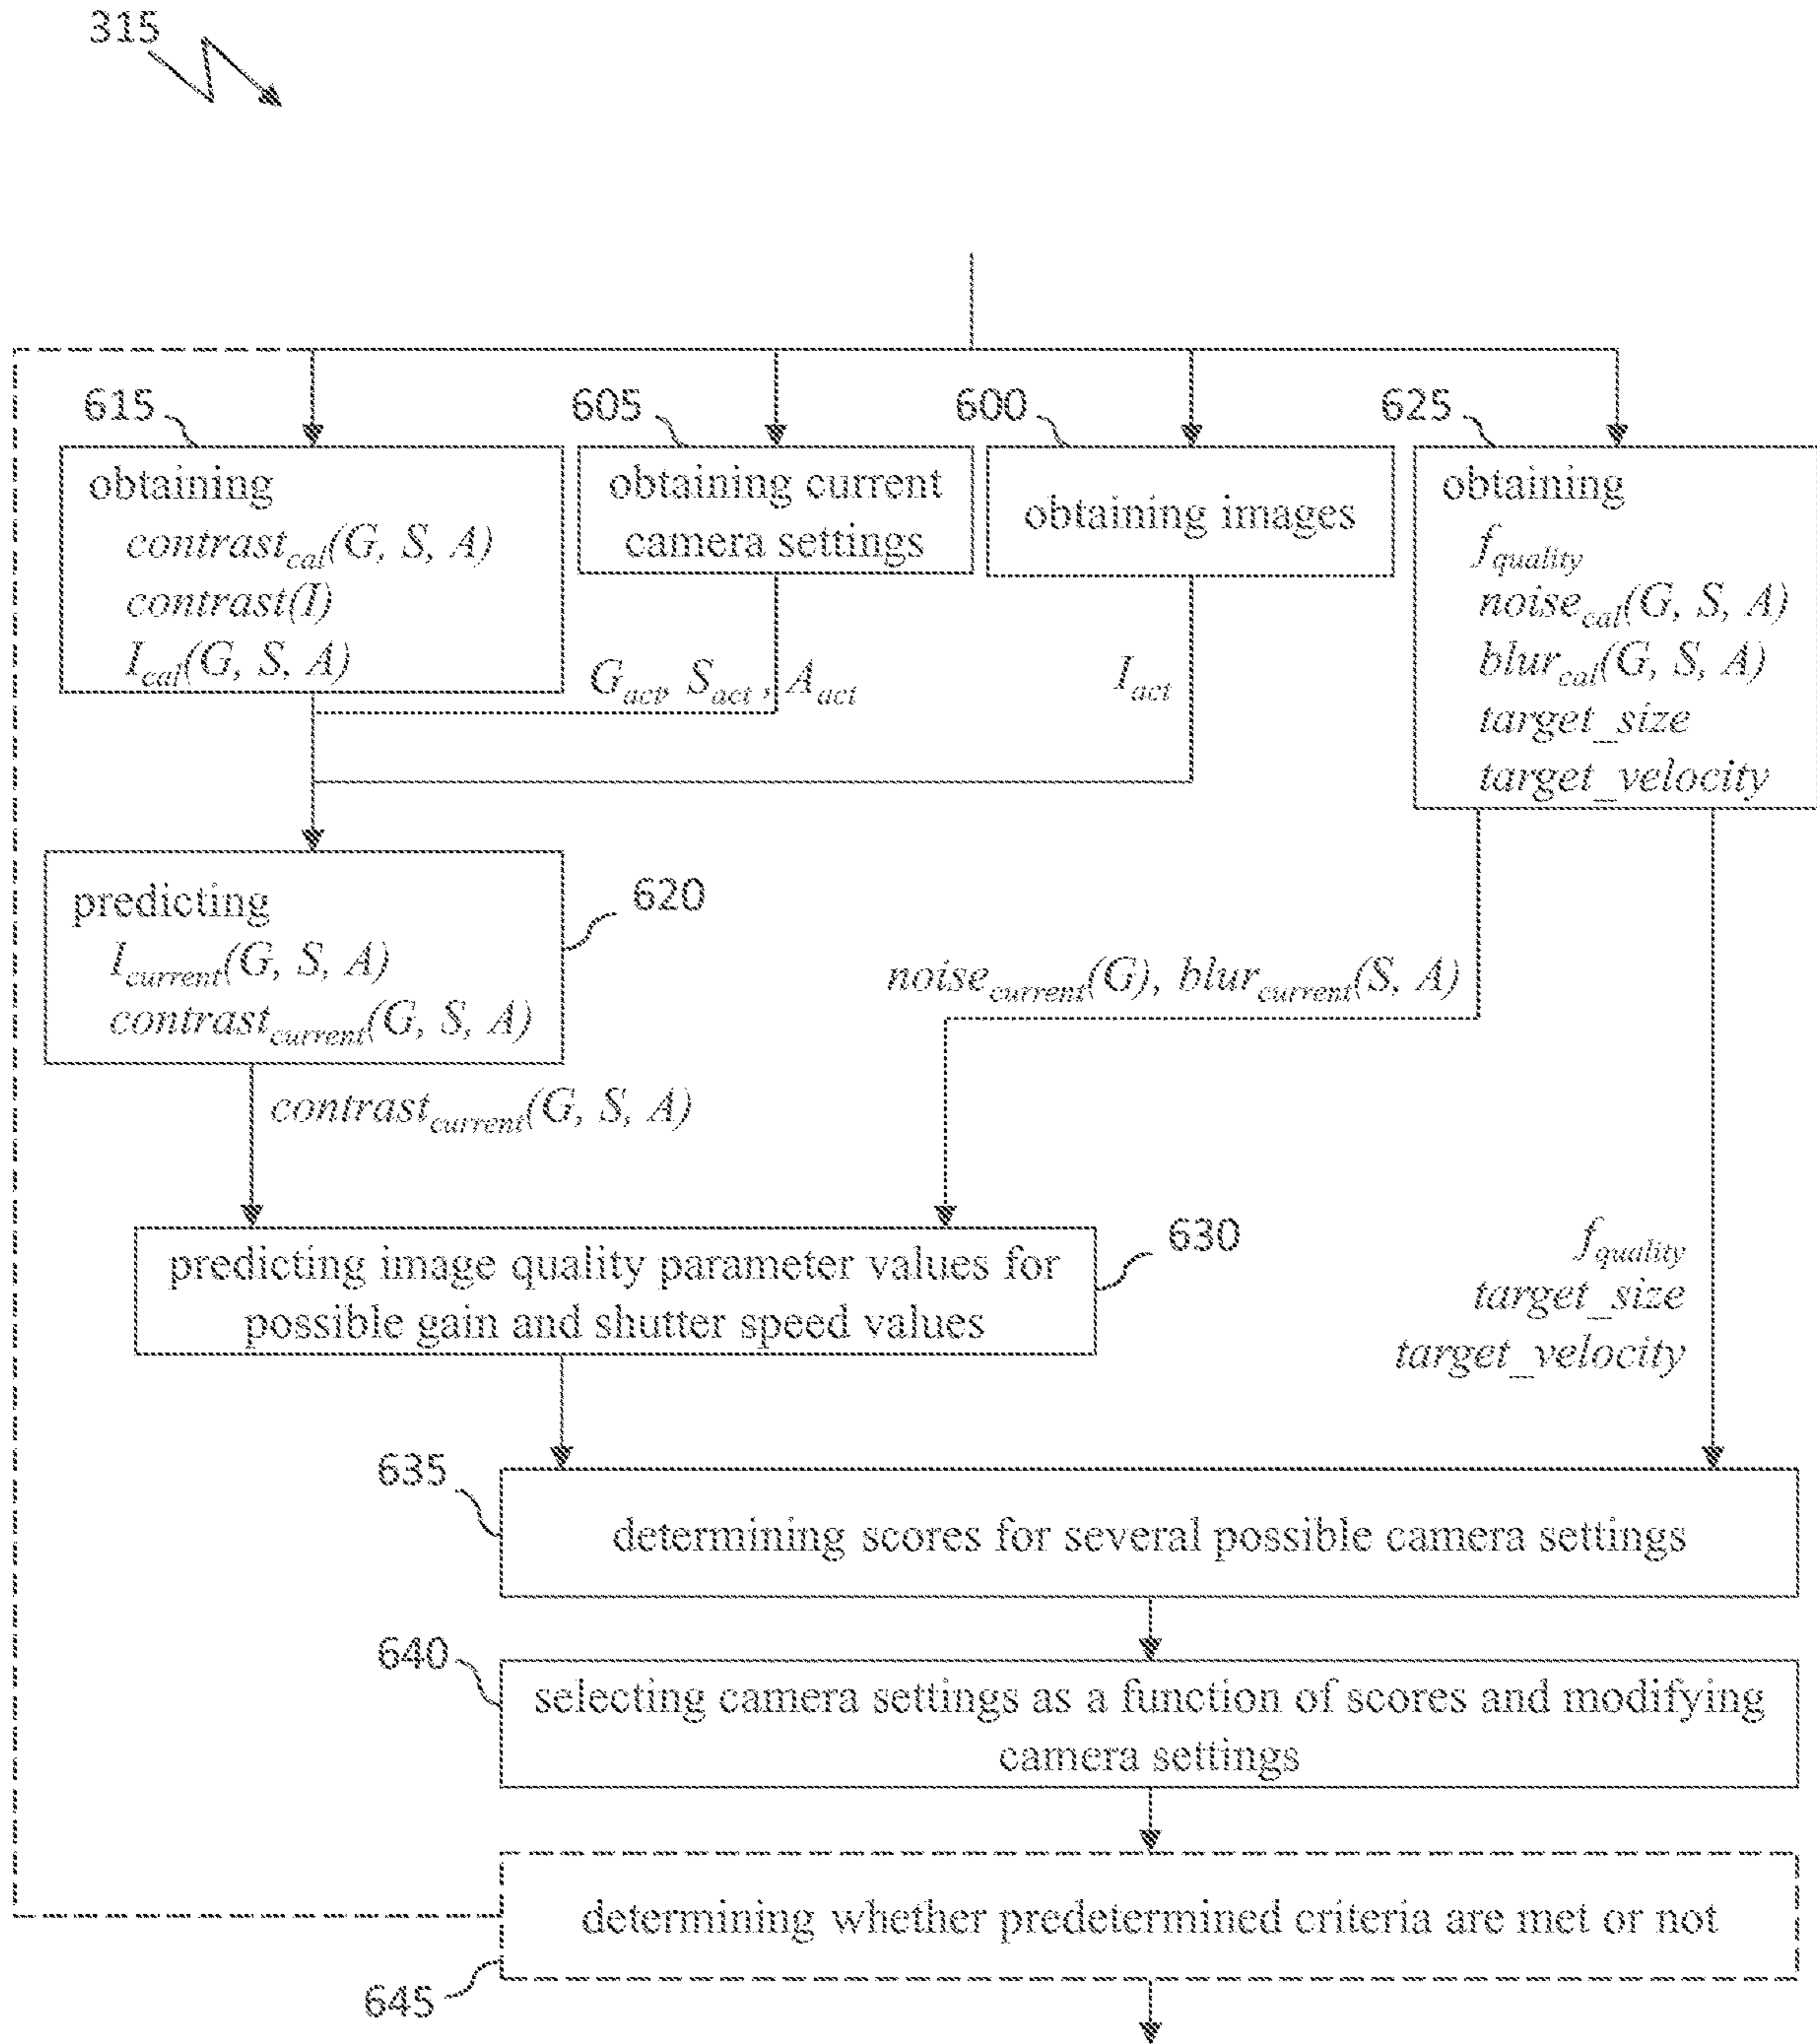 315
615
605
600
625
obtaining
contrast_cal(G, S, A)
contrast(I)
I_cal(G, S, A)
obtaining current
camera settings
obtaining images
obtaining
f_quality
noise_cal(G, S, A)
blur_cal(G, S, A)
target_size
target_velocity
G_act, S_act, A_act
I_act
620
predicting
I_current(G, S, A)
contrast_current(G, S, A)
noise_current(G), blur_current(S, A)
contrast_current(G, S, A)
630
predicting image quality parameter values for
possible gain and shutter speed values
f_quality
target_size
target_velocity
635
determining scores for several possible camera settings
640
selecting camera settings as a function of scores and modifying
camera settings
determining whether predetermined criteria are met or not
645